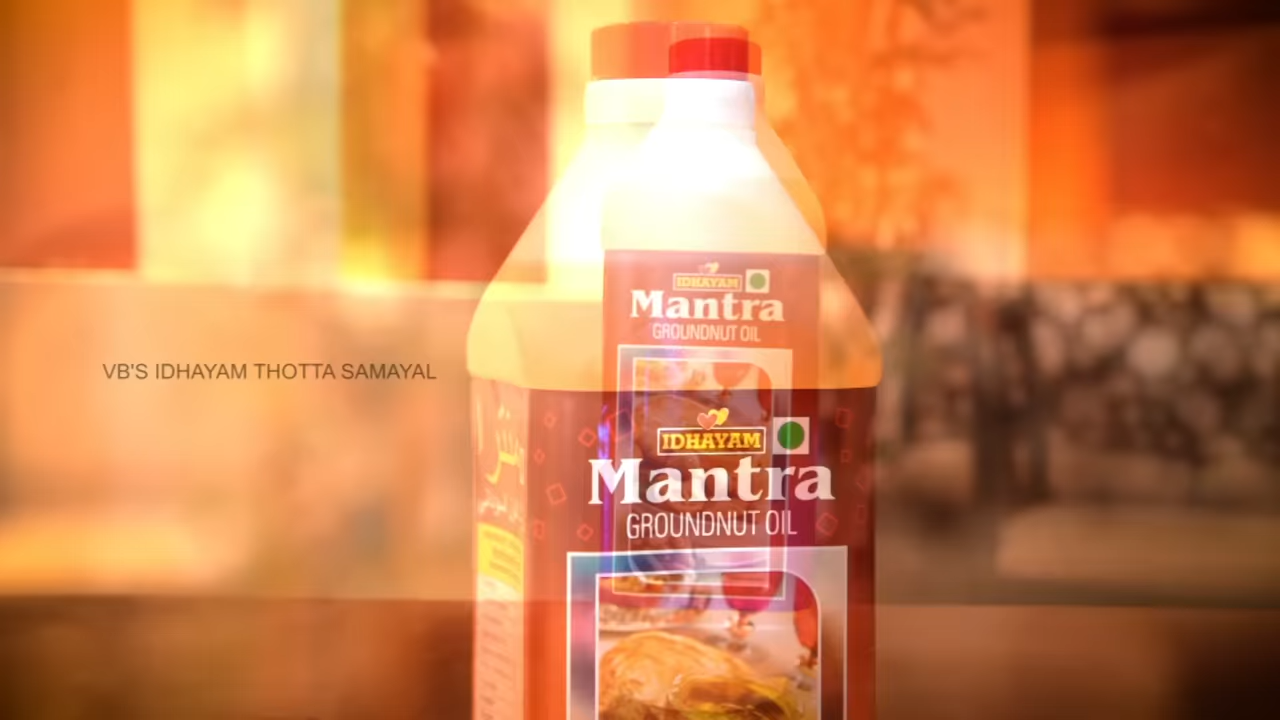 IDHAYAM
Mantra
GROUNDNUT OIL
VB'S IDHAYAM THOTTA SAMAYAL
IDHAYAM
Mantra
GROUNDNUT OIL